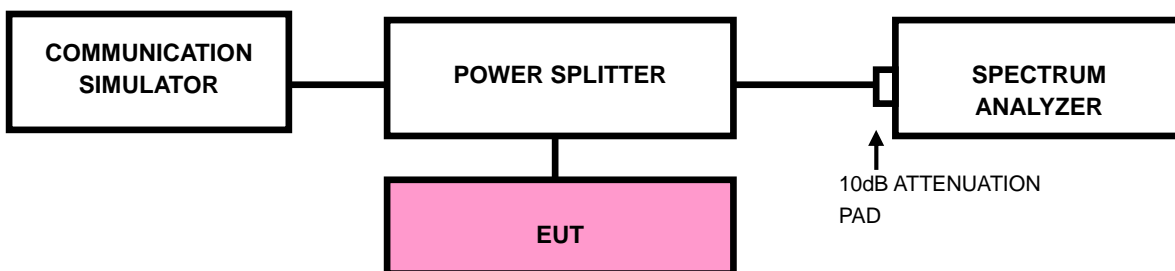 COMMUNICATION
SIMULATOR
POWER SPLITTER
SPECTRUM
ANALYZER
10dB ATTENUATION
PAD
EUT